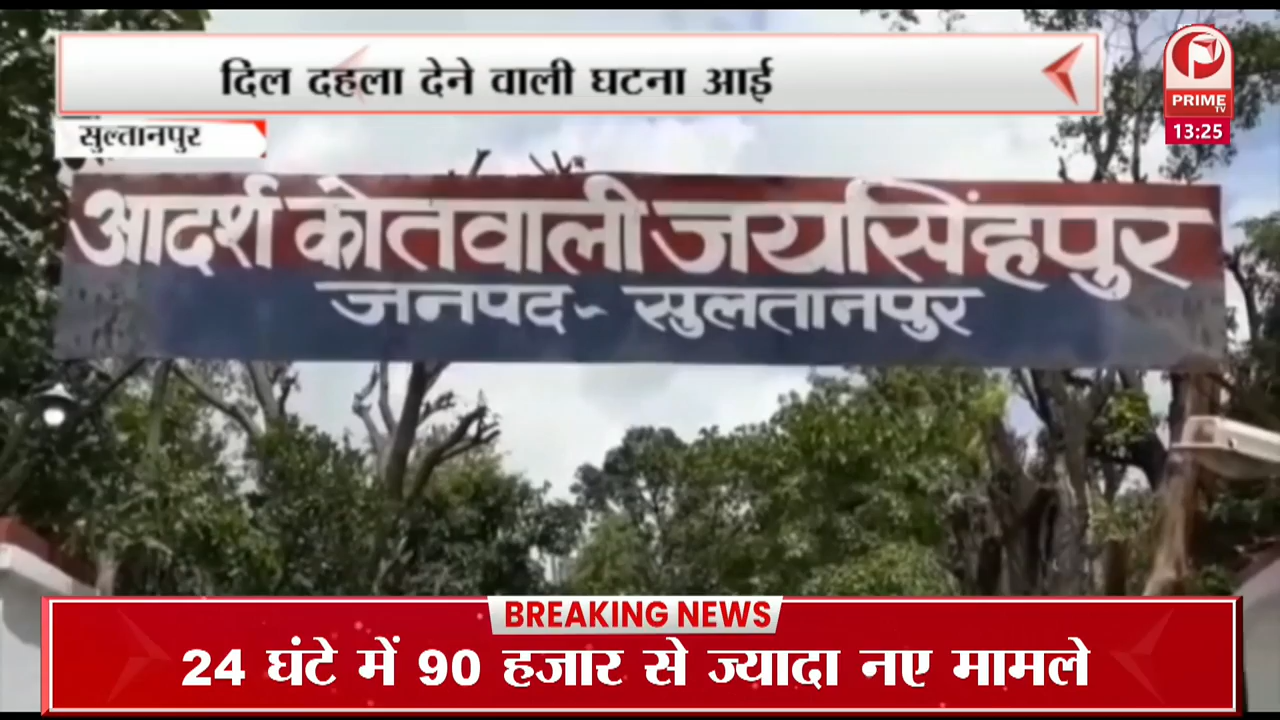 दिल दहला देने वाली घटना आई
PRIME
TV
13:25
सुल्तानपुर
आदर्श कोतवाली जयसिंहपुर
जनपद- सुलतानपुर
BREAKING NEWS
24 घंटे में 90 हजार से ज्यादा नए मामले